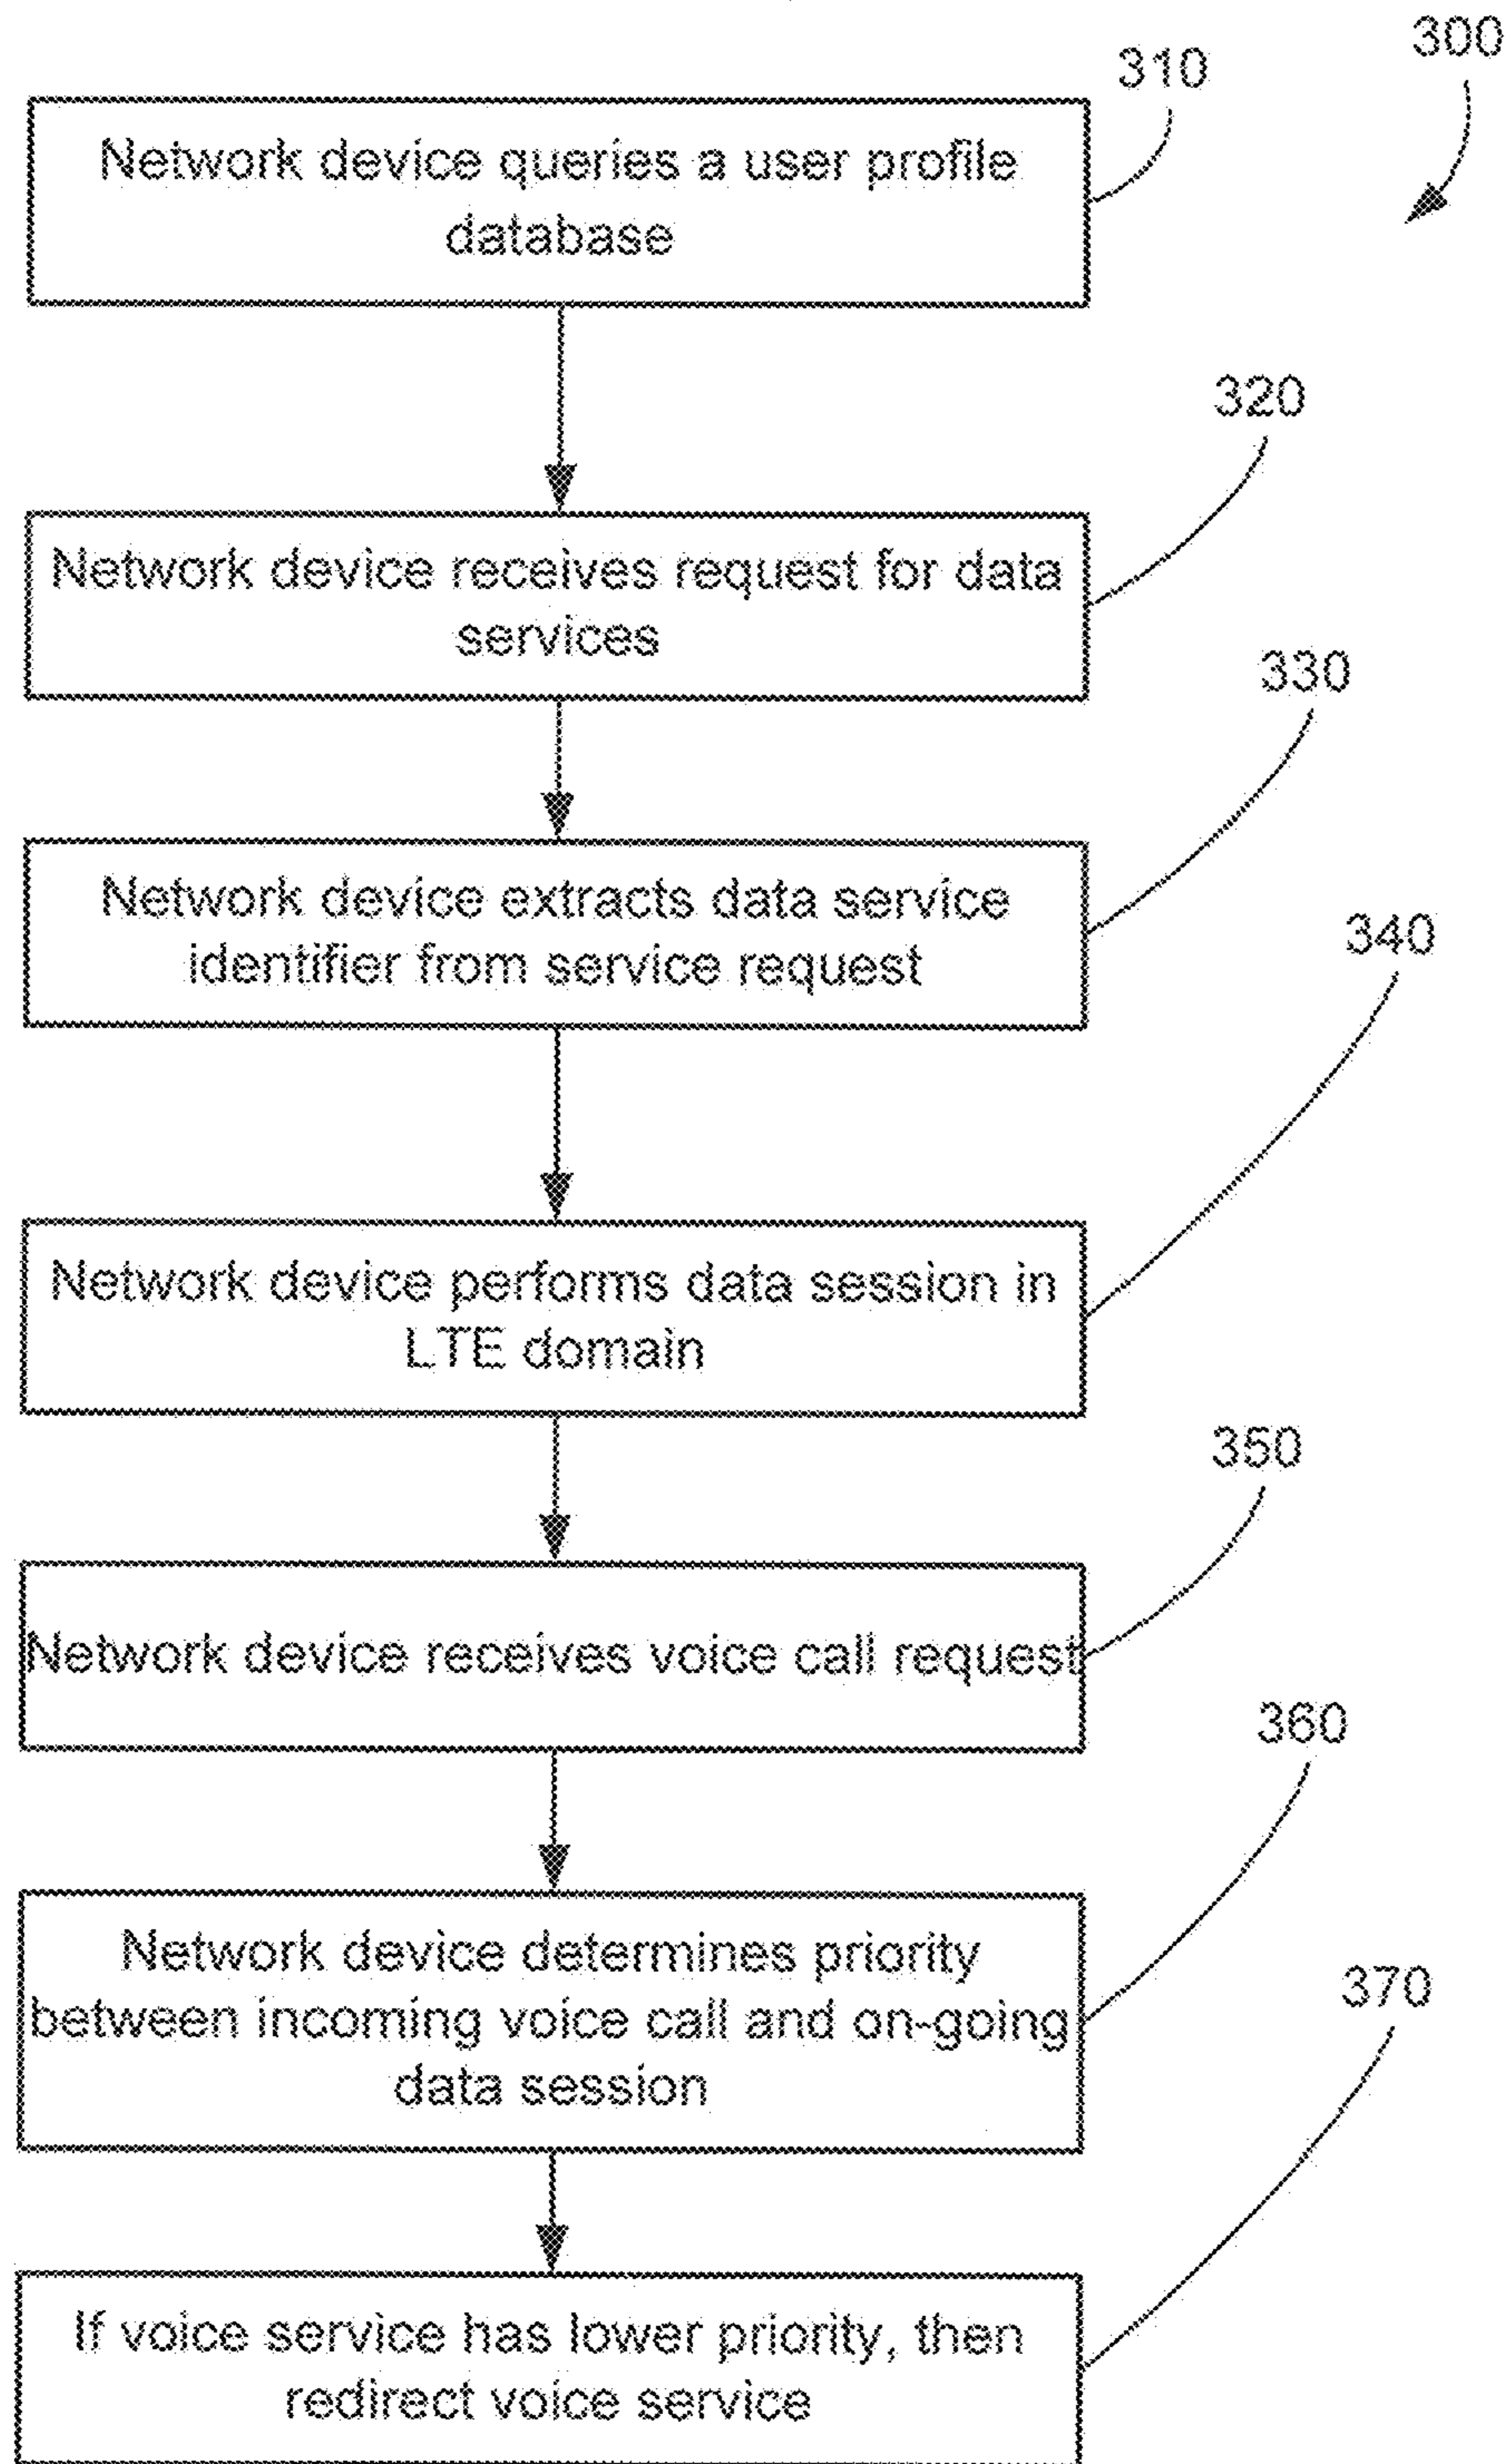 300
310
Network device queries a user profile
database
320
Network device receives request for data
services
330
Network device extracts data service
identifier from service request
340
Network device performs data session in
LTE domain
350
Network device receives voice call request
360
Network device determines priority
between incoming voice call and on-going
data session
370
If voice service has lower priority, then
redirect voice service